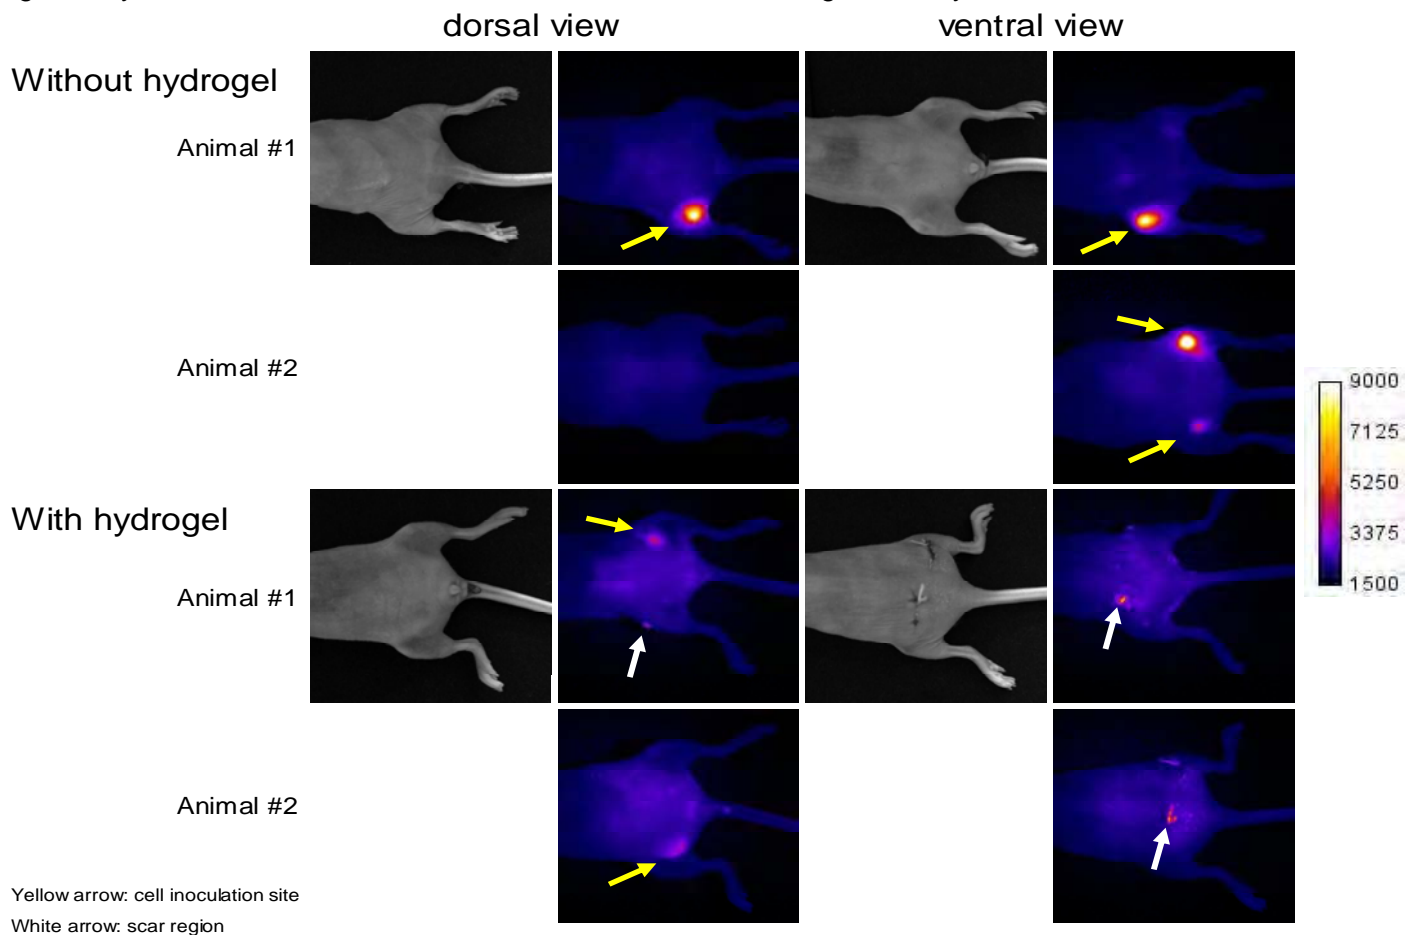 dorsal view
ventral view
Without hydrogel
Animal #1
Animal #2
9000
7125
5250
3375
1500
With hydrogel
Animal #1
Animal #2
Yellow arrow: cell inoculation site
White arrow: scar region